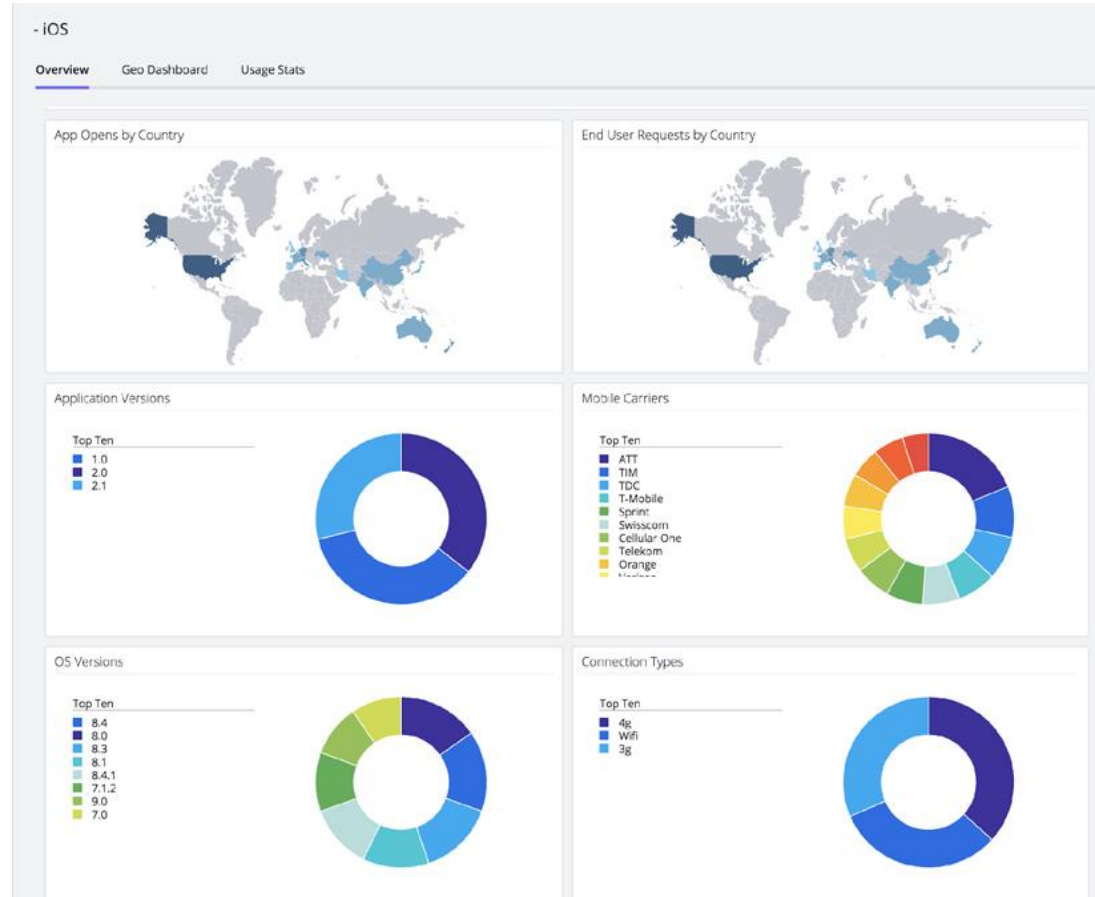 - iOS
Overview Geo Dashboard Usage Stats
App Opens by Country
End User Requests by Country
Application Versions
Top Ten
1.0
2.0
2.1
Mobile Carriers
Top Ten
ATT
TIM
TDC
T-Mobile
Sprint
Swisscom
Cellular One
Telekom
Orange
OS Versions
Top Ten
8.4
8.0
8.3
8.1
8.4.1
7.1.2
9.0
7.0
Connection Types
Top Ten
4g
Wifi
3g